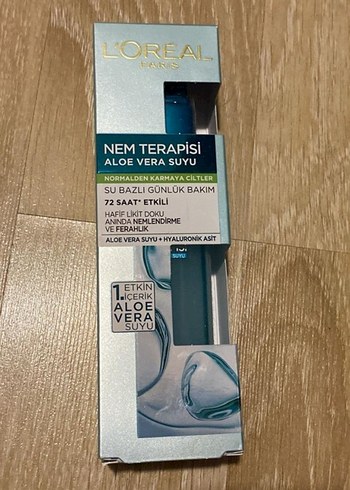 L'ORÉAL
PARIS
NEM TERAPİSİ
ALOE VERA SUYU
NORMALDEN KARMAYA CİLTLER
SU BAZLI GÜNLÜK BAKIM
72 SAAT* ETKİLİ
HAFİF LİKİT DOKU
ANINDA NEMLENDİRME
VE FERAHLIK
ALOE VERA SUYU + HYALURONİK ASİT
SUYU
1. ETKİN
İÇERİK
ALOE
VERA
SUYU